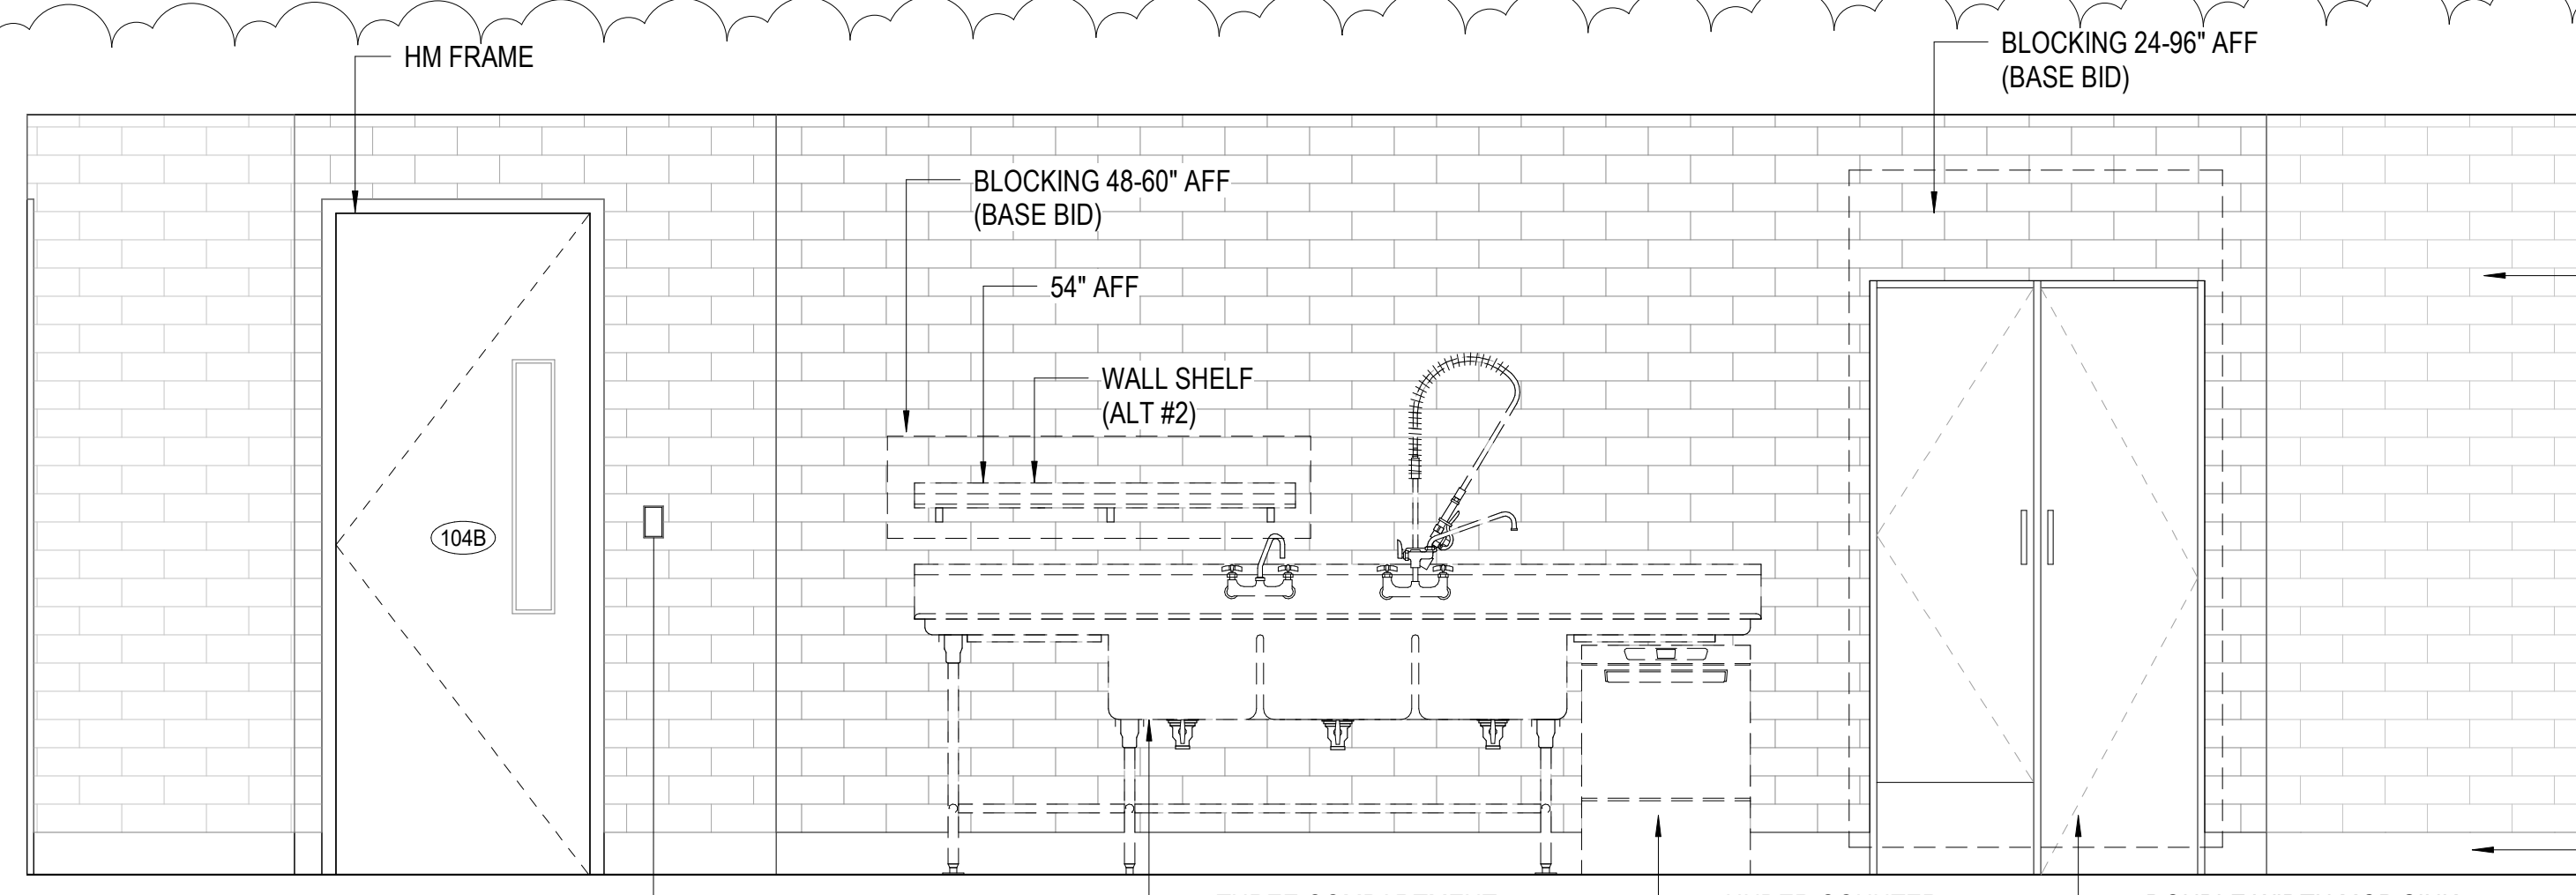 HM FRAME
BLOCKING 24-96" AFF
(BASE BID)
BLOCKING 48-60" AFF
(BASE BID)
54" AFF
WALL SHELF
(ALT #2)
104B